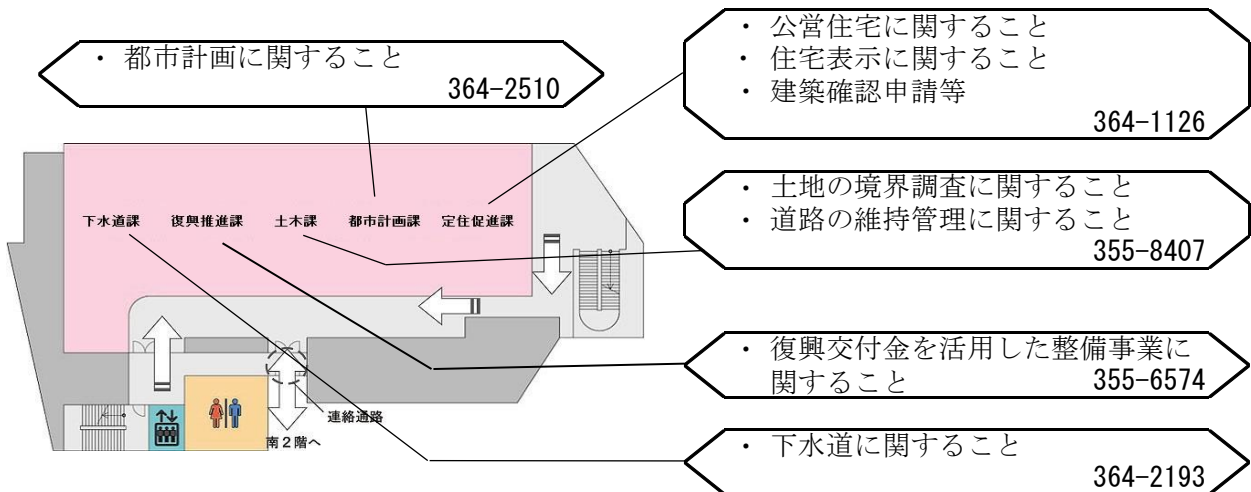 ・ 都市計画に関すること
364-2510
・ 公営住宅に関すること
・ 住宅表示に関すること
・ 建築確認申請等
364-1126
・ 土地の境界調査に関すること
・ 道路の維持管理に関すること
355-8407
・ 復興交付金を活用した整備事業に
関すること 355-6574
・ 下水道に関すること
364-2193
下水道課 復興推進課 土木課 都市計画課 定住促進課
連絡通路
南2階へ